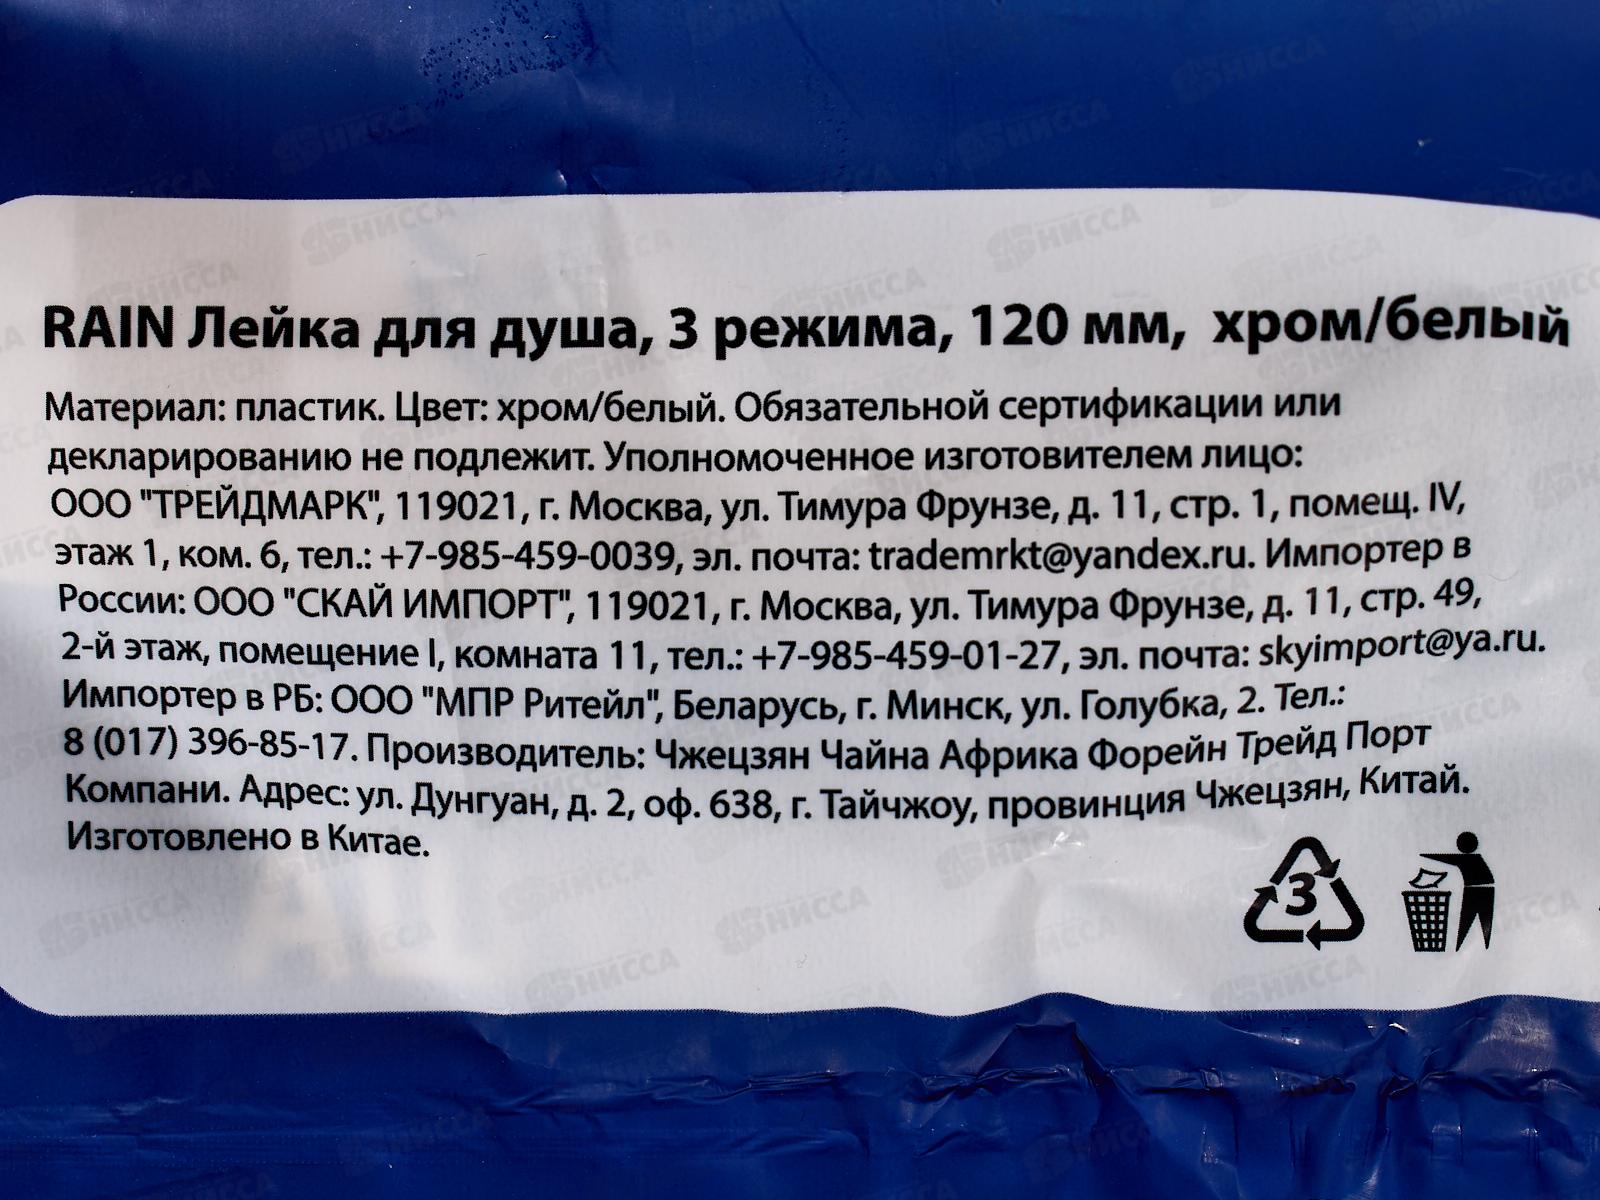 RAIN Лейка для душа, 3 режима, 120 мм, хром/белый
Материал: пластик. Цвет: хром/белый. Обязательной сертификации или
декларированию не подлежит. Уполномоченное изготовителем лицо:
ООО "ТРЕЙДМАРК", 119021, г. Москва, ул. Тимура Фрунзе, д. 11, стр. 1, помещ. IV,
этаж 1, ком. 6, тел.: +7-985-459-0039, эл. почта: trademrkt@yandex.ru. Импортер в
России: ООО "СКАЙ ИМПОРТ", 119021, г. Москва, ул. Тимура Фрунзе, д. 11, стр. 49,
2-й этаж, помещение I, комната 11, тел.: +7-985-459-01-27, эл. почта: skyimport@ya.ru.
Импортер в РБ: ООО "МПР Ритейл", Беларусь, г. Минск, ул. Голубка, 2. Тел.:
8 (017) 396-85-17. Производитель: Чжецзян Чайна Африка Форейн Трейд Порт
Компани. Адрес: ул. Дунгуан, д. 2, оф. 638, г. Тайчжоу, провинция Чжецзян, Китай.
Изготовлено в Китае.
3